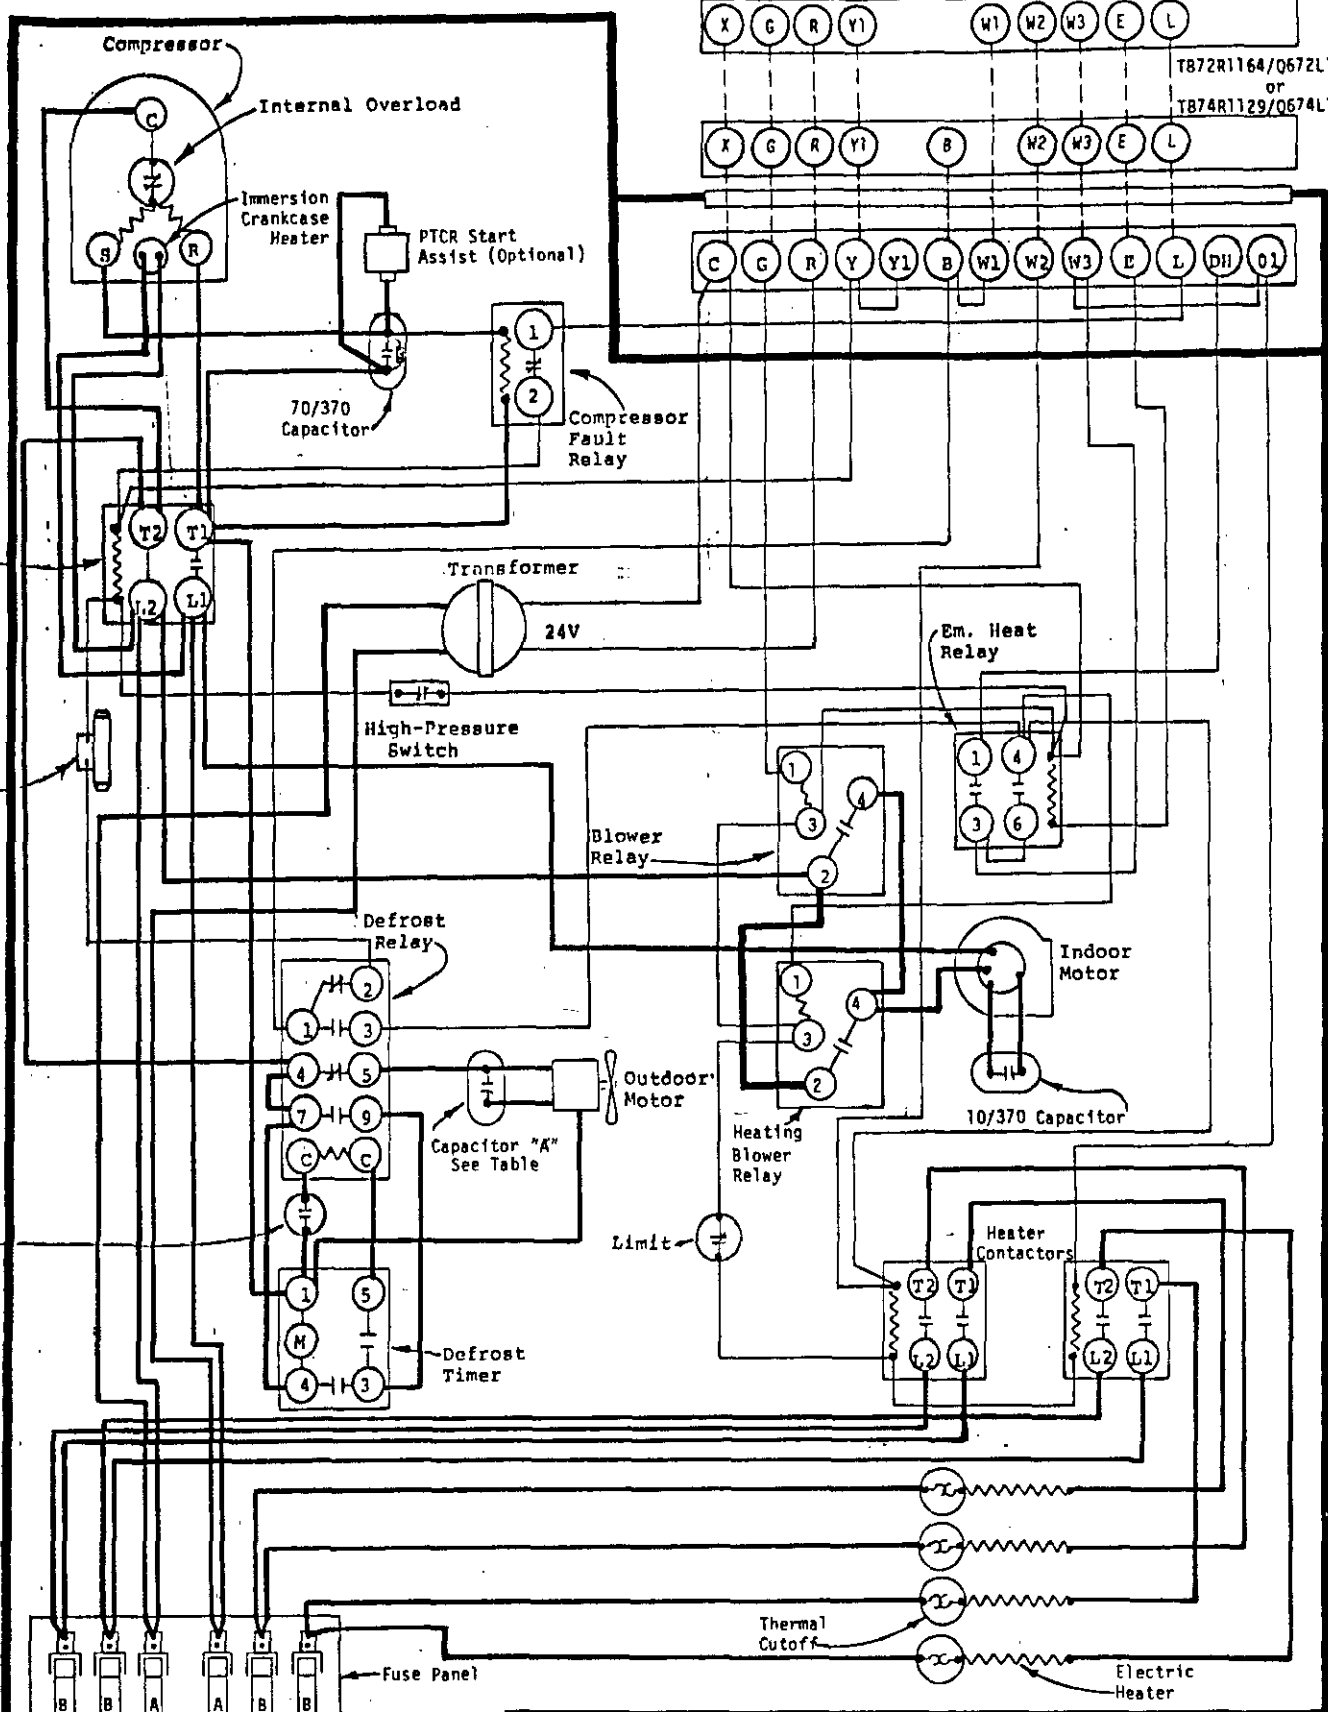 X G R Y1 W1 W2 W3 E L
T872R1164/Q672L
or
T874R1129/Q674L
X G R Y1 B W2 W3 E L
C G R Y Y1 B W1 W2 W3 E L DH O1
Compressor
C
Internal Overload
Immersion
Crankcase
Heater
S R
PTCR Start
Assist (Optional)
70/370
Capacitor
1
2
Compressor
Fault
Relay
T2 T1
L2 L1
Transformer
24V
High-Pressure
Switch
Em. Heat
Relay
1 4
3 6
Blower
Relay
1
4
3
2
Defrost
Relay
2
1 3
4 5
7 9
C C
Capacitor "A"
See Table
Outdoor
Motor
1
4
3
2
Heating
Blower
Relay
Indoor
Motor
10/370 Capacitor
Limit
Heater
Contactors
T2 T1
L2 L1
T2 T1
L2 L1
1 5
M
4 3
Defrost
Timer
Thermal
Cutoff
Electric
Heater
Fuse Panel
B B A A B B